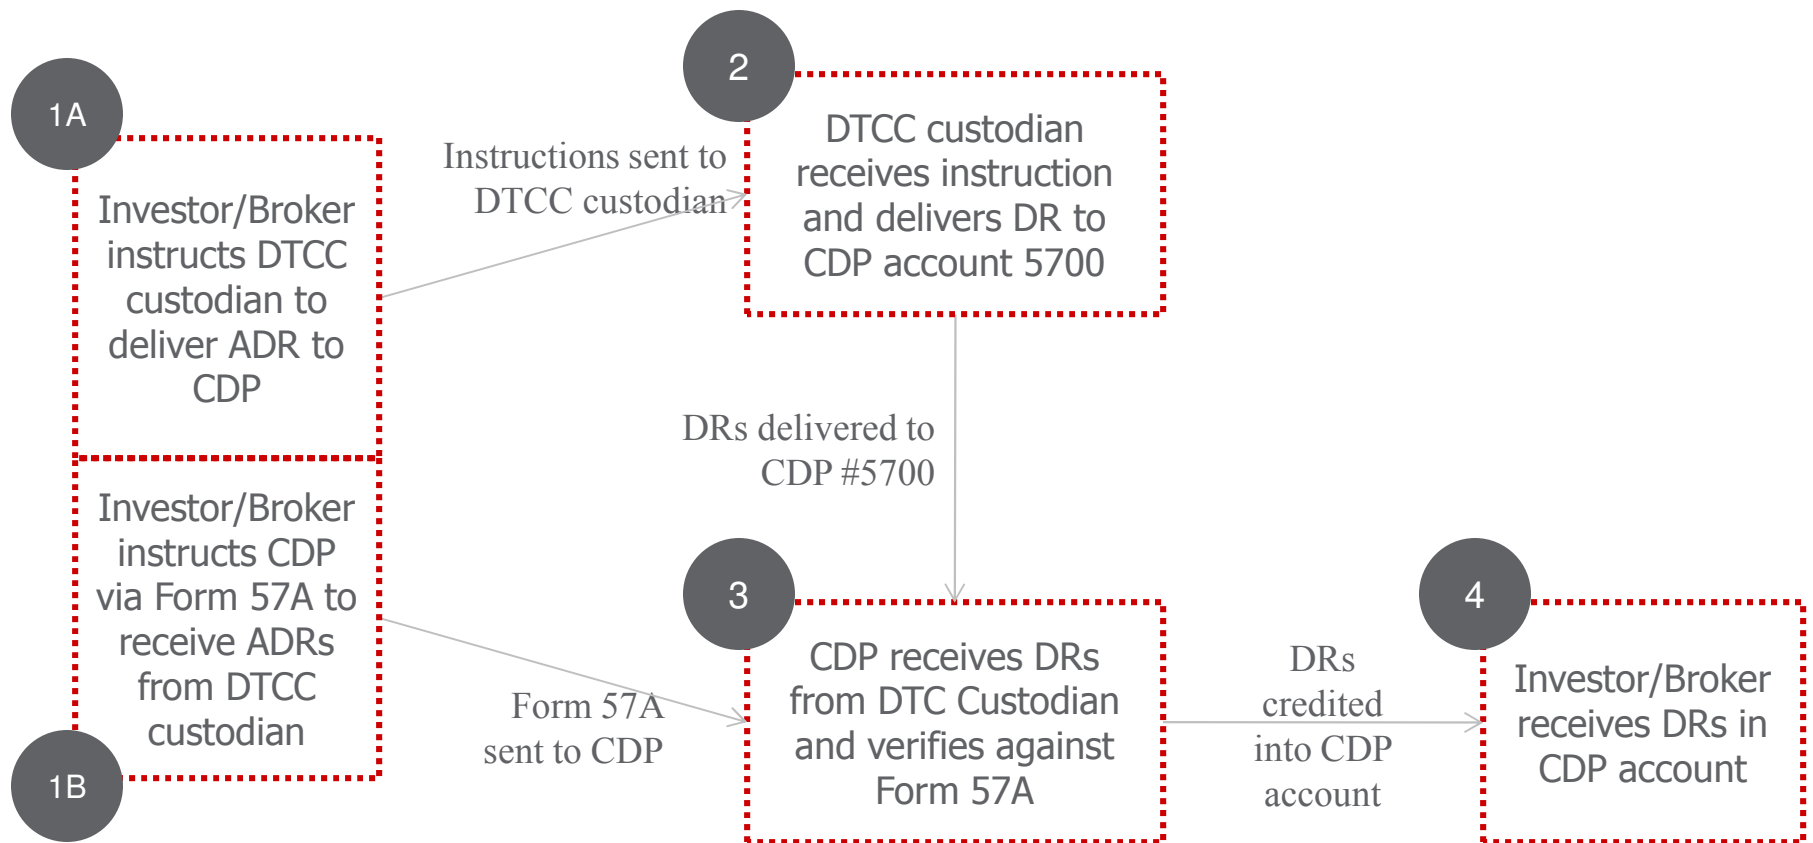 1A
Investor/Broker
instructs DTCC
custodian to
deliver ADR to
CDP
Investor/Broker
instructs CDP
via Form 57A to
receive ADRs
from DTCC
custodian
1B
Instructions sent to
DTCC custodian
2
DTCC custodian
receives instruction
and delivers DR to
CDP account 5700
DRs delivered to
CDP #5700
Form 57A
sent to CDP
3
CDP receives DRs
from DTC Custodian
and verifies against
Form 57A
DRs
credited
into CDP
account
4
Investor/Broker
receives DRs in
CDP account